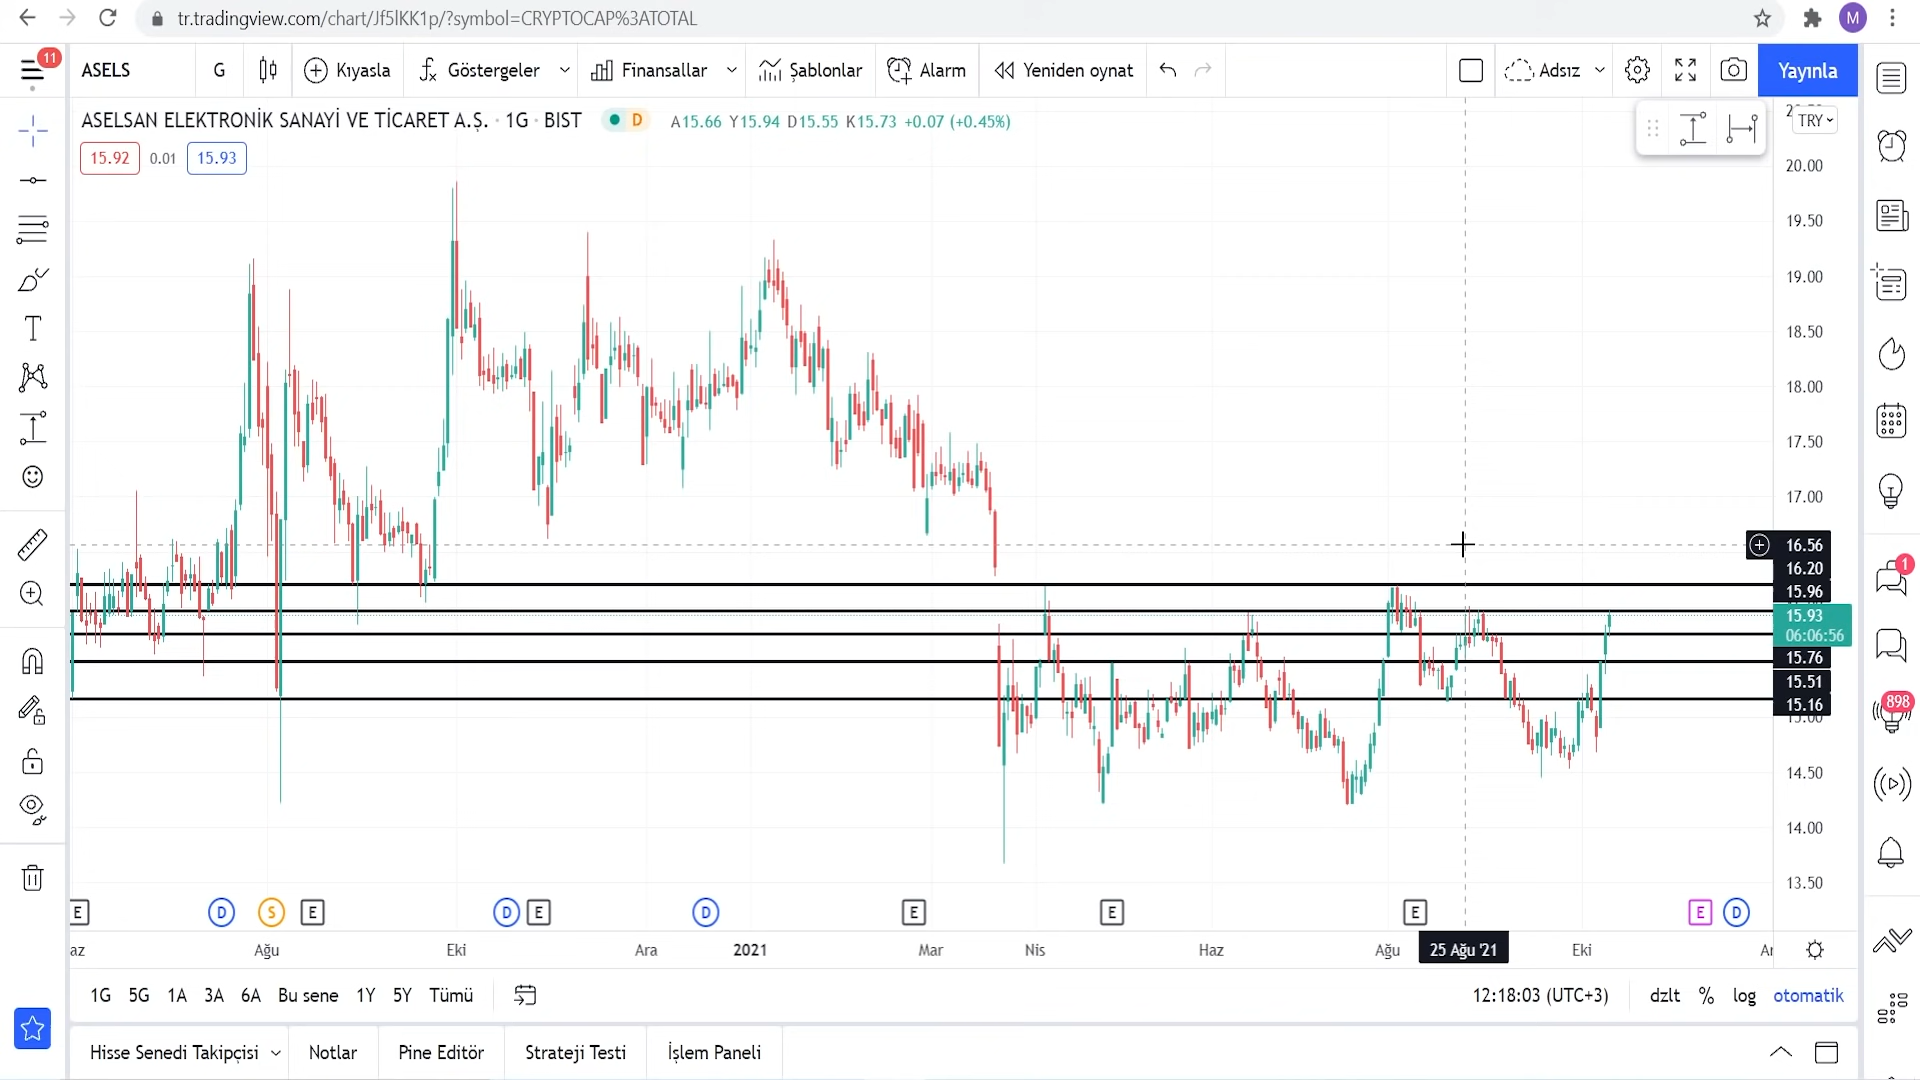 tr.tradingview.com/chart/Jf5lKK1p/?symbol=CRYPTOCAP%3ATOTAL
M
11
ASELS G Kıyasla Göstergeler Finansallar Şablonlar Alarm Yeniden oynat Adsız Yayınla
ASELSAN ELEKTRONİK SANAYİ VE TİCARET A.Ş. · 1G · BIST D A15.66 Y15.94 D15.55 K15.73 +0.07 (+0.45%)
TRY
15.92 0.01 15.93
20.00
19.50
19.00
18.50
18.00
17.50
17.00
16.56
16.20
15.96
15.93
06:06:56
15.76
15.51
15.16
15.00
14.50
14.00
13.50
1
898
E D S E D E D E E E E D
az Ağu Eki Ara 2021 Mar Nis Haz Ağu 25 Ağu '21 Eki
1G 5G 1A 3A 6A Bu sene 1Y 5Y Tümü 12:18:03 (UTC+3) dzlt % log otomatik
Hisse Senedi Takipçisi Notlar Pine Editör Strateji Testi İşlem Paneli